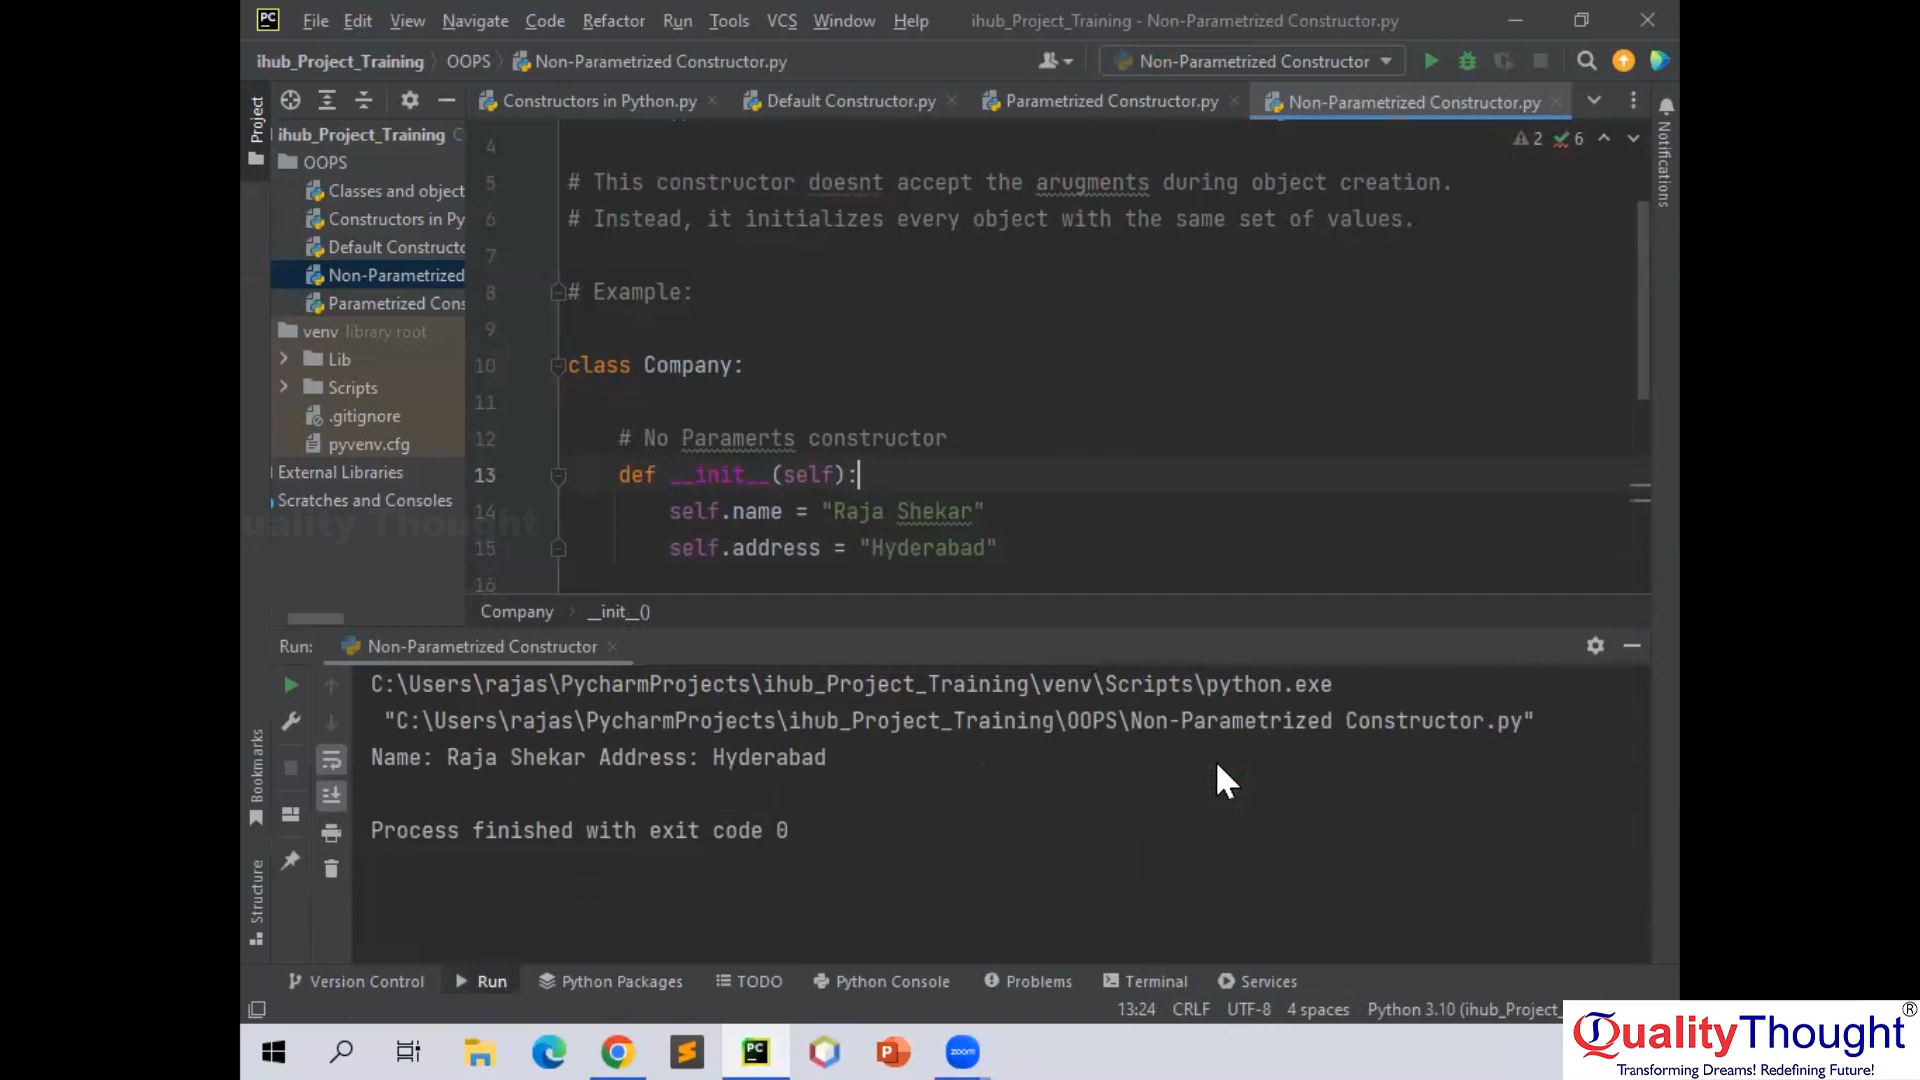 PC File Edit View Navigate Code Refactor Run Tools VCS Window Help ihub_Project_Training - Non-Parametrized Constructor.py
ihub_Project_Training OOPS Non-Parametrized Constructor.py Non-Parametrized Constructor
Project
Constructors in Python.py Default Constructor.py Parametrized Constructor.py Non-Parametrized Constructor.py
Notifications
ihub_Project_Training C
OOPS
Classes and object
Constructors in Py
Default Constructo
Non-Parametrized
Parametrized Cons
venv library root
Lib
Scripts
.gitignore
pyvenv.cfg
External Libraries
Scratches and Consoles
uality Thought
2 6
4
5 # This constructor doesnt accept the arugments during object creation.
6 # Instead, it initializes every object with the same set of values.
7
8 # Example:
9
10 class Company:
11
12 # No Paramerts constructor
13 def __init__(self):
14 self.name = "Raja Shekar"
15 self.address = "Hyderabad"
16
Company __init__()
Run: Non-Parametrized Constructor
C:\Users\rajas\PycharmProjects\ihub_Project_Training\venv\Scripts\python.exe
"C:\Users\rajas\PycharmProjects\ihub_Project_Training\OOPS\Non-Parametrized Constructor.py"
Name: Raja Shekar Address: Hyderabad
Process finished with exit code 0
Bookmarks
Structure
Version Control Run Python Packages TODO Python Console Problems Terminal Services
13:24 CRLF UTF-8 4 spaces Python 3.10 (ihub_Project_
PC zoom
QualityThought ®
Transforming Dreams! Redefining Future!